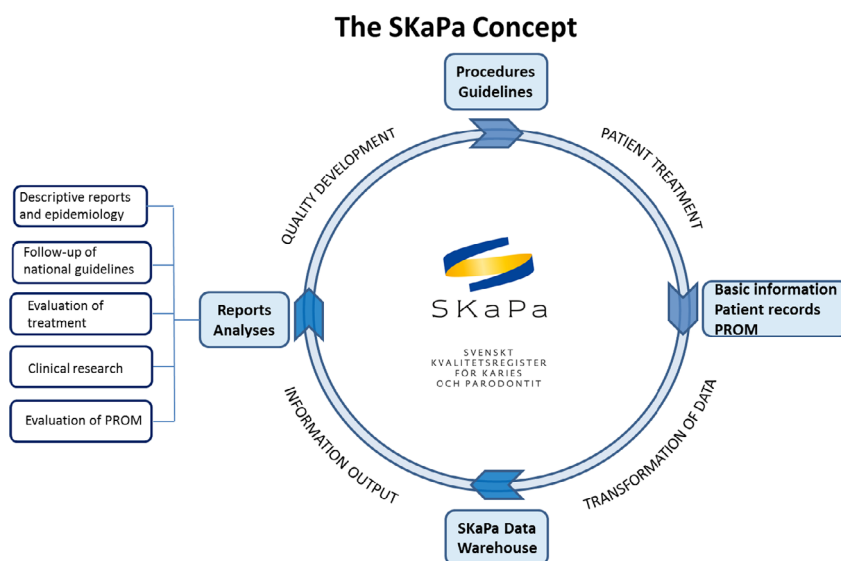 The SKaPa Concept
Procedures
Guidelines
QUALITY DEVELOPMENT
PATIENT TREATMENT
Descriptive reports
and epidemiology
Follow-up of
national guidelines
Evaluation of
treatment
Clinical research
Evaluation of PROM
Reports
Analyses
SKaPa
SVENSKT
KVALITETSREGISTER
FÖR KARIES
OCH PARODONTIT
Basic information
Patient records
PROM
INFORMATION OUTPUT
TRANSFORMATION OF DATA
SKaPa Data
Warehouse